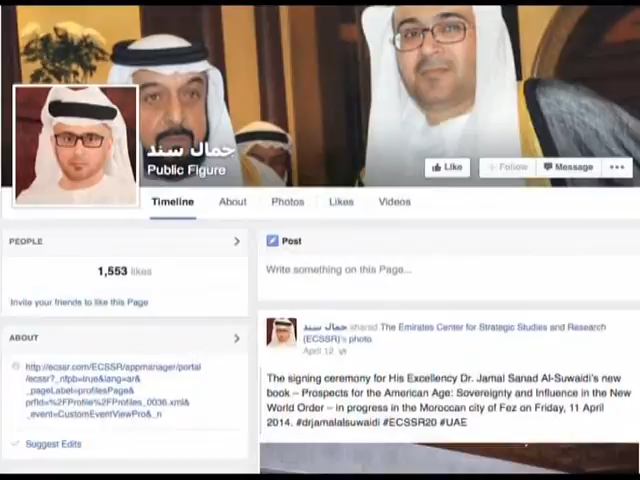 جمال سند
Public Figure
Like
Follow
Message
Timeline
About
Photos
Likes
Videos
PEOPLE
1,553 likes
Invite your friends to like this Page
ABOUT
http://ecssr.com/ECSSR/appmanager/portal
/ecssr?_nfpb=true&lang=ar&
_pageLabel=profilesPage&
prfId=%2FProfile%2FProfiles_0036.xml&
_event=CustomEventViewPro&_n
Suggest Edits
Post
Write something on this Page...
جمال سند shared The Emirates Center for Strategic Studies and Research
(ECSSR)'s photo.
April 12
The signing ceremony for His Excellency Dr. Jamal Sanad Al-Suwaidi's new
book – Prospects for the American Age: Sovereignty and Influence in the New
World Order – in progress in the Moroccan city of Fez on Friday, 11 April
2014. #drjamalalsuwaidi #ECSSR20 #UAE